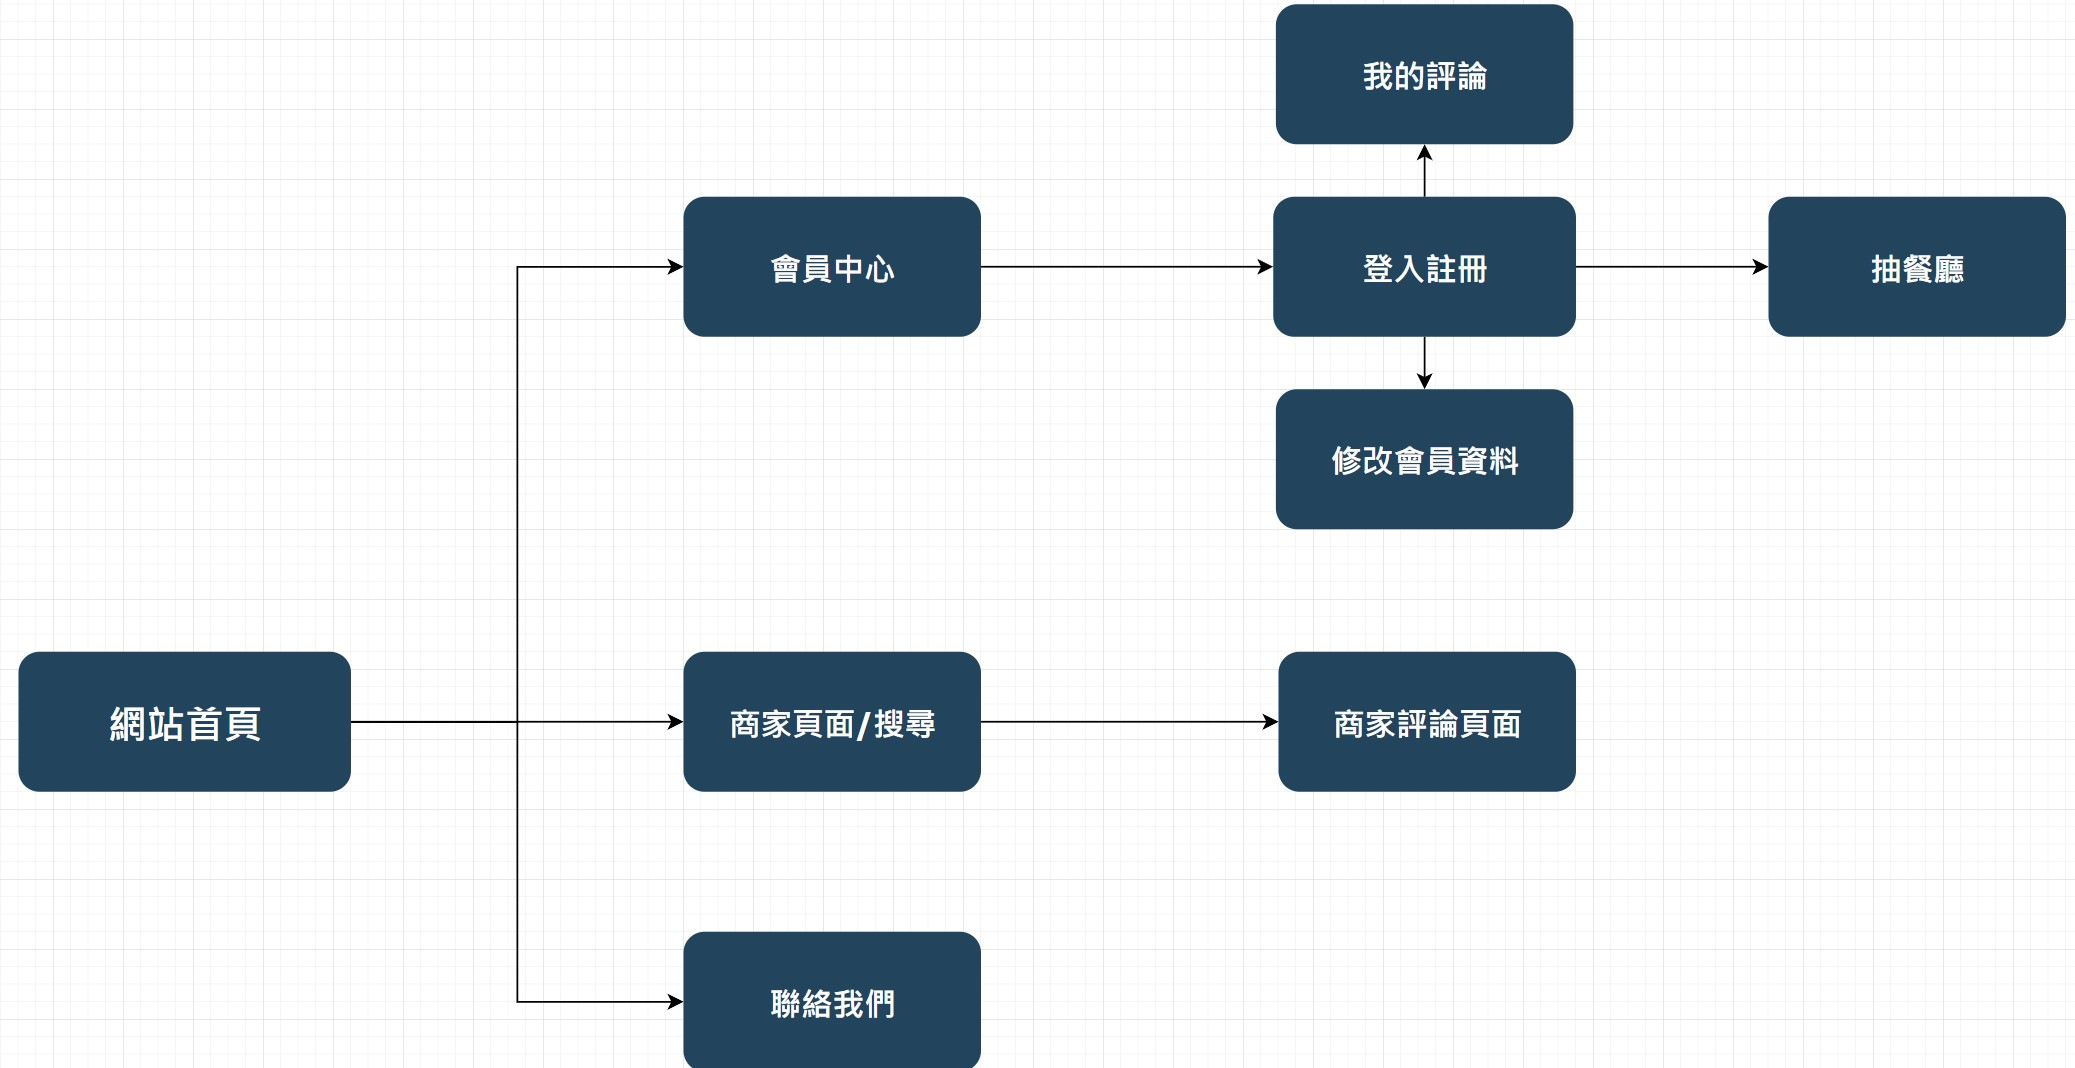 我的評論
會員中心
登入註冊
抽餐廳
修改會員資料
網站首頁
商家頁面/搜尋
商家評論頁面
聯絡我們